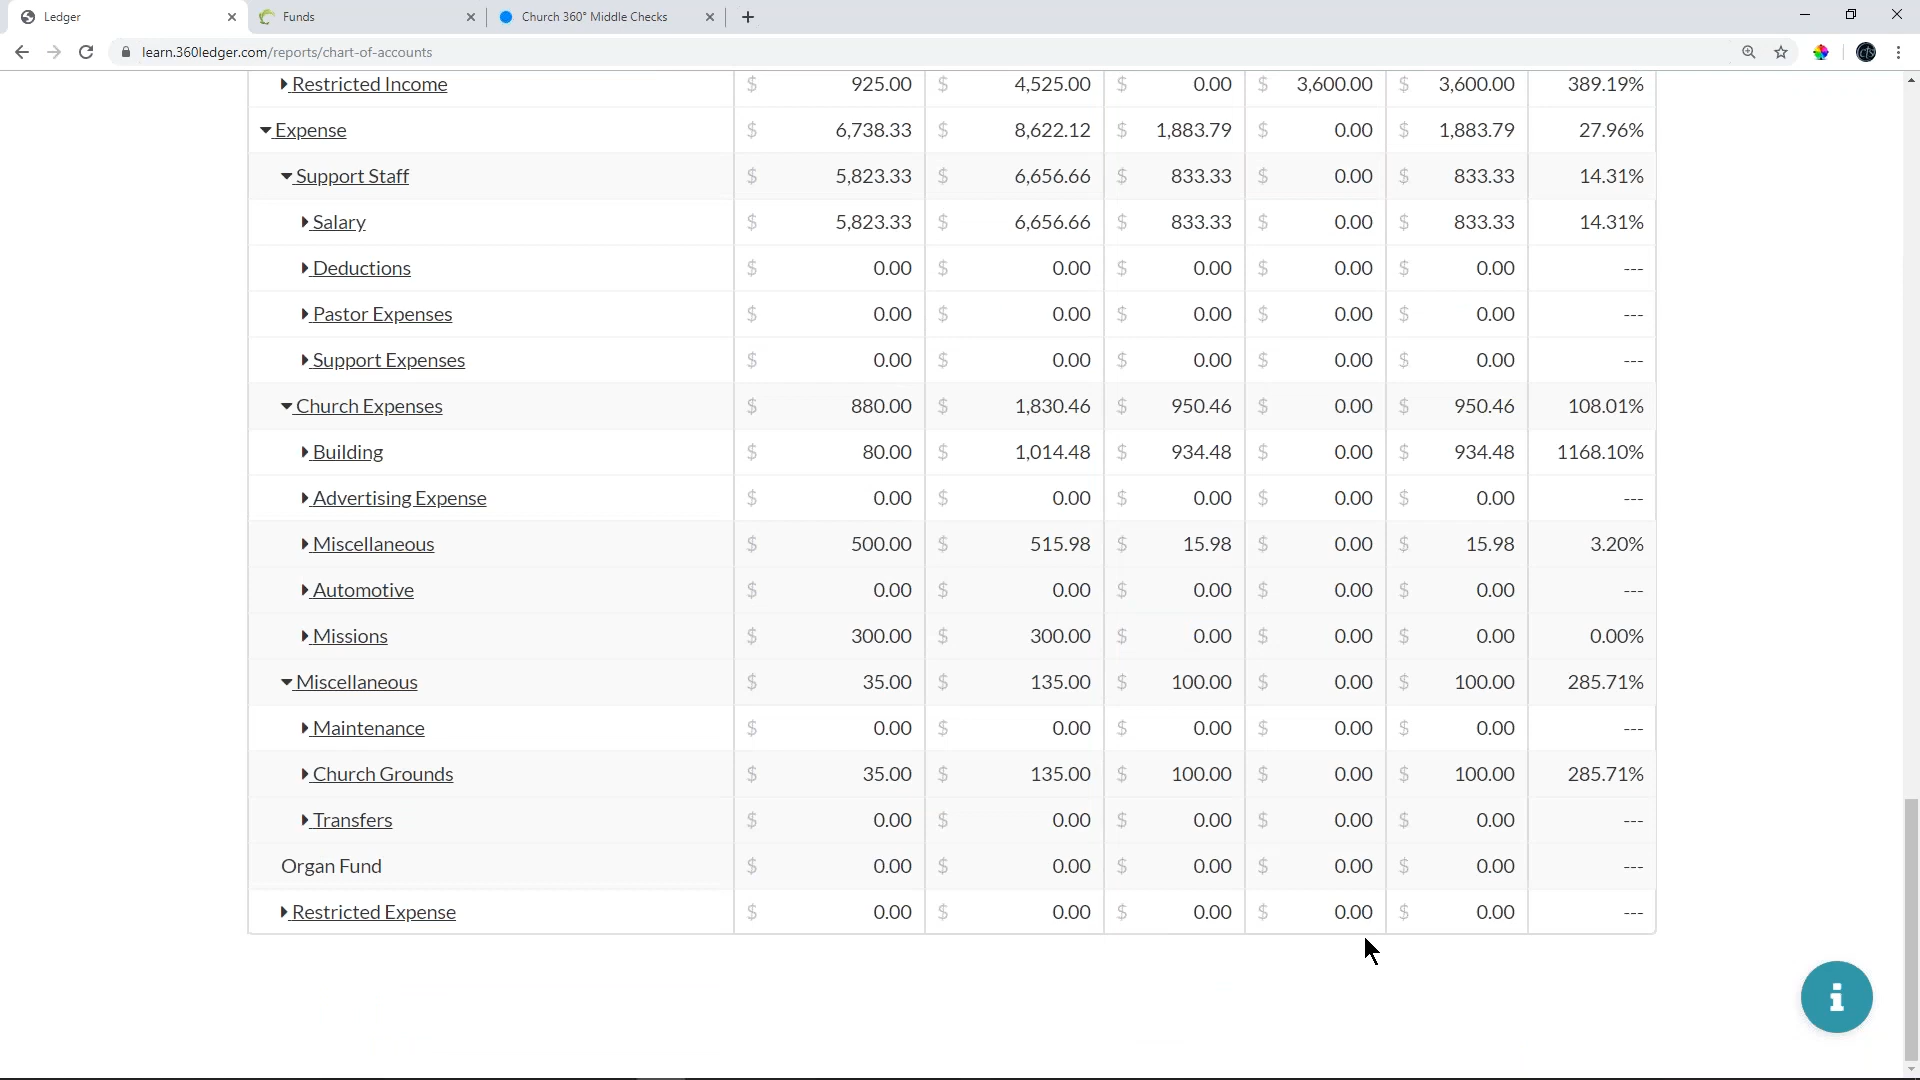 Ledger
Funds
Church 360° Middle Checks
learn.360ledger.com/reports/chart-of-accounts
Restricted Income $ 925.00 $ 4,525.00 $ 0.00 $ 3,600.00 $ 3,600.00 389.19%
Expense $ 6,738.33 $ 8,622.12 $ 1,883.79 $ 0.00 $ 1,883.79 27.96%
Support Staff $ 5,823.33 $ 6,656.66 $ 833.33 $ 0.00 $ 833.33 14.31%
Salary $ 5,823.33 $ 6,656.66 $ 833.33 $ 0.00 $ 833.33 14.31%
Deductions $ 0.00 $ 0.00 $ 0.00 $ 0.00 $ 0.00 ---
Pastor Expenses $ 0.00 $ 0.00 $ 0.00 $ 0.00 $ 0.00 ---
Support Expenses $ 0.00 $ 0.00 $ 0.00 $ 0.00 $ 0.00 ---
Church Expenses $ 880.00 $ 1,830.46 $ 950.46 $ 0.00 $ 950.46 108.01%
Building $ 80.00 $ 1,014.48 $ 934.48 $ 0.00 $ 934.48 1168.10%
Advertising Expense $ 0.00 $ 0.00 $ 0.00 $ 0.00 $ 0.00 ---
Miscellaneous $ 500.00 $ 515.98 $ 15.98 $ 0.00 $ 15.98 3.20%
Automotive $ 0.00 $ 0.00 $ 0.00 $ 0.00 $ 0.00 ---
Missions $ 300.00 $ 300.00 $ 0.00 $ 0.00 $ 0.00 0.00%
Miscellaneous $ 35.00 $ 135.00 $ 100.00 $ 0.00 $ 100.00 285.71%
Maintenance $ 0.00 $ 0.00 $ 0.00 $ 0.00 $ 0.00 ---
Church Grounds $ 35.00 $ 135.00 $ 100.00 $ 0.00 $ 100.00 285.71%
Transfers $ 0.00 $ 0.00 $ 0.00 $ 0.00 $ 0.00 ---
Organ Fund $ 0.00 $ 0.00 $ 0.00 $ 0.00 $ 0.00 ---
Restricted Expense $ 0.00 $ 0.00 $ 0.00 $ 0.00 $ 0.00 ---
i